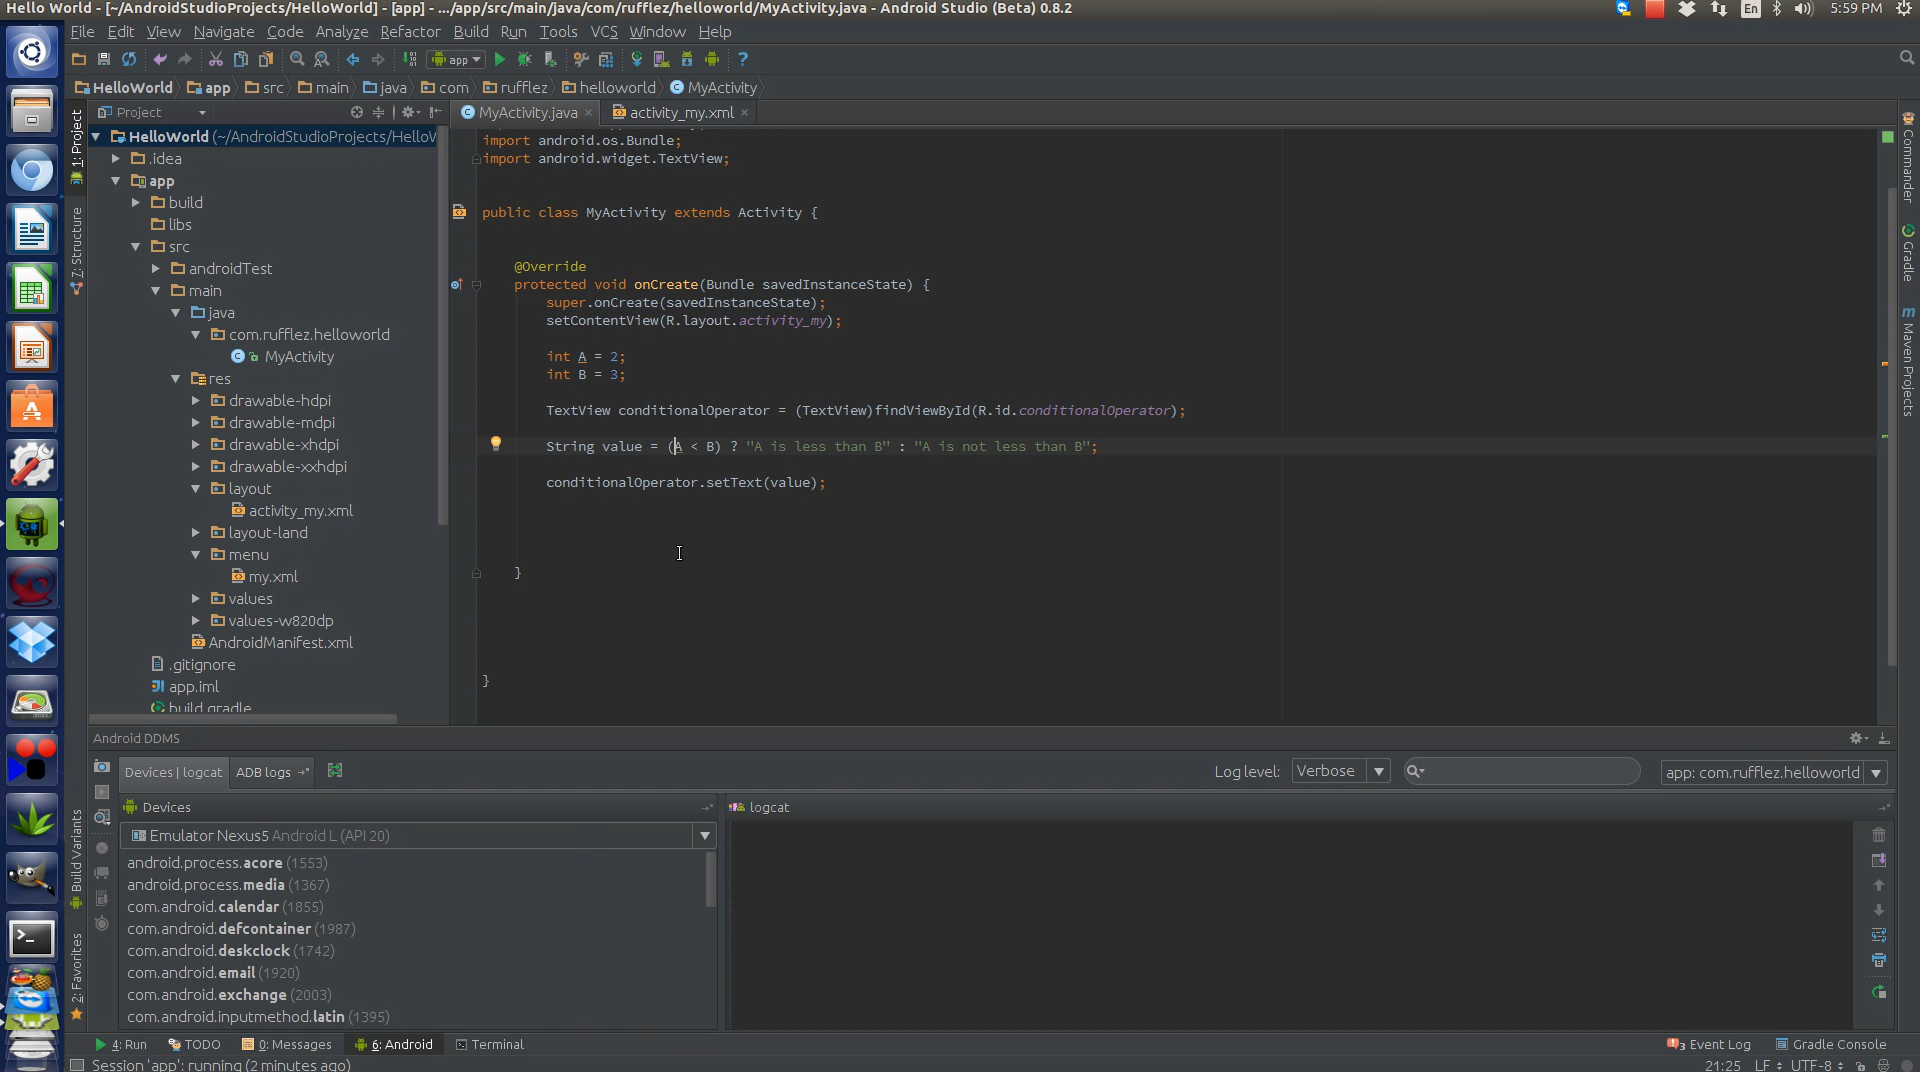 Hello World - [~/AndroidStudioProjects/HelloWorld] - [app] - .../app/src/main/java/com/rufflez/helloworld/MyActivity.java - Android Studio (Beta) 0.8.2
En
5:59 PM
File Edit View Navigate Code Analyze Refactor Build Run Tools VCS Window Help
app
HelloWorld app src main java com rufflez helloworld MyActivity
Project
MyActivity.java
activity_my.xml
1: Project
7: Structure
Build Variants
2: Favorites
HelloWorld (~/AndroidStudioProjects/HelloW
.idea
app
build
libs
src
androidTest
main
java
com.rufflez.helloworld
MyActivity
res
drawable-hdpi
drawable-mdpi
drawable-xhdpi
drawable-xxhdpi
layout
activity_my.xml
layout-land
menu
my.xml
values
values-w820dp
AndroidManifest.xml
.gitignore
app.iml
build.gradle
import android.os.Bundle;
import android.widget.TextView;
public class MyActivity extends Activity {
@Override
protected void onCreate(Bundle savedInstanceState) {
super.onCreate(savedInstanceState);
setContentView(R.layout.activity_my);
int A = 2;
int B = 3;
TextView conditionalOperator = (TextView)findViewById(R.id.conditionalOperator);
String value = (A < B) ? "A is less than B" : "A is not less than B";
conditionalOperator.setText(value);
}
}
Commander
Gradle
Maven Projects
Android DDMS
Devices | logcat
ADB logs
Log level: Verbose
app: com.rufflez.helloworld
Devices
logcat
Emulator Nexus5 Android L (API 20)
android.process.acore (1553)
android.process.media (1367)
com.android.calendar (1855)
com.android.defcontainer (1987)
com.android.deskclock (1742)
com.android.email (1920)
com.android.exchange (2003)
com.android.inputmethod.latin (1395)
4: Run TODO 0: Messages 6: Android Terminal
3 Event Log Gradle Console
Session 'app': running (2 minutes ago)
21:25 LF UTF-8